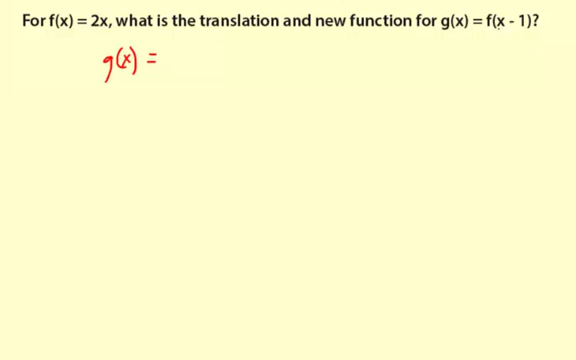 For f(x) = 2x, what is the translation and new function for g(x) = f(x - 1)?
g(x) =